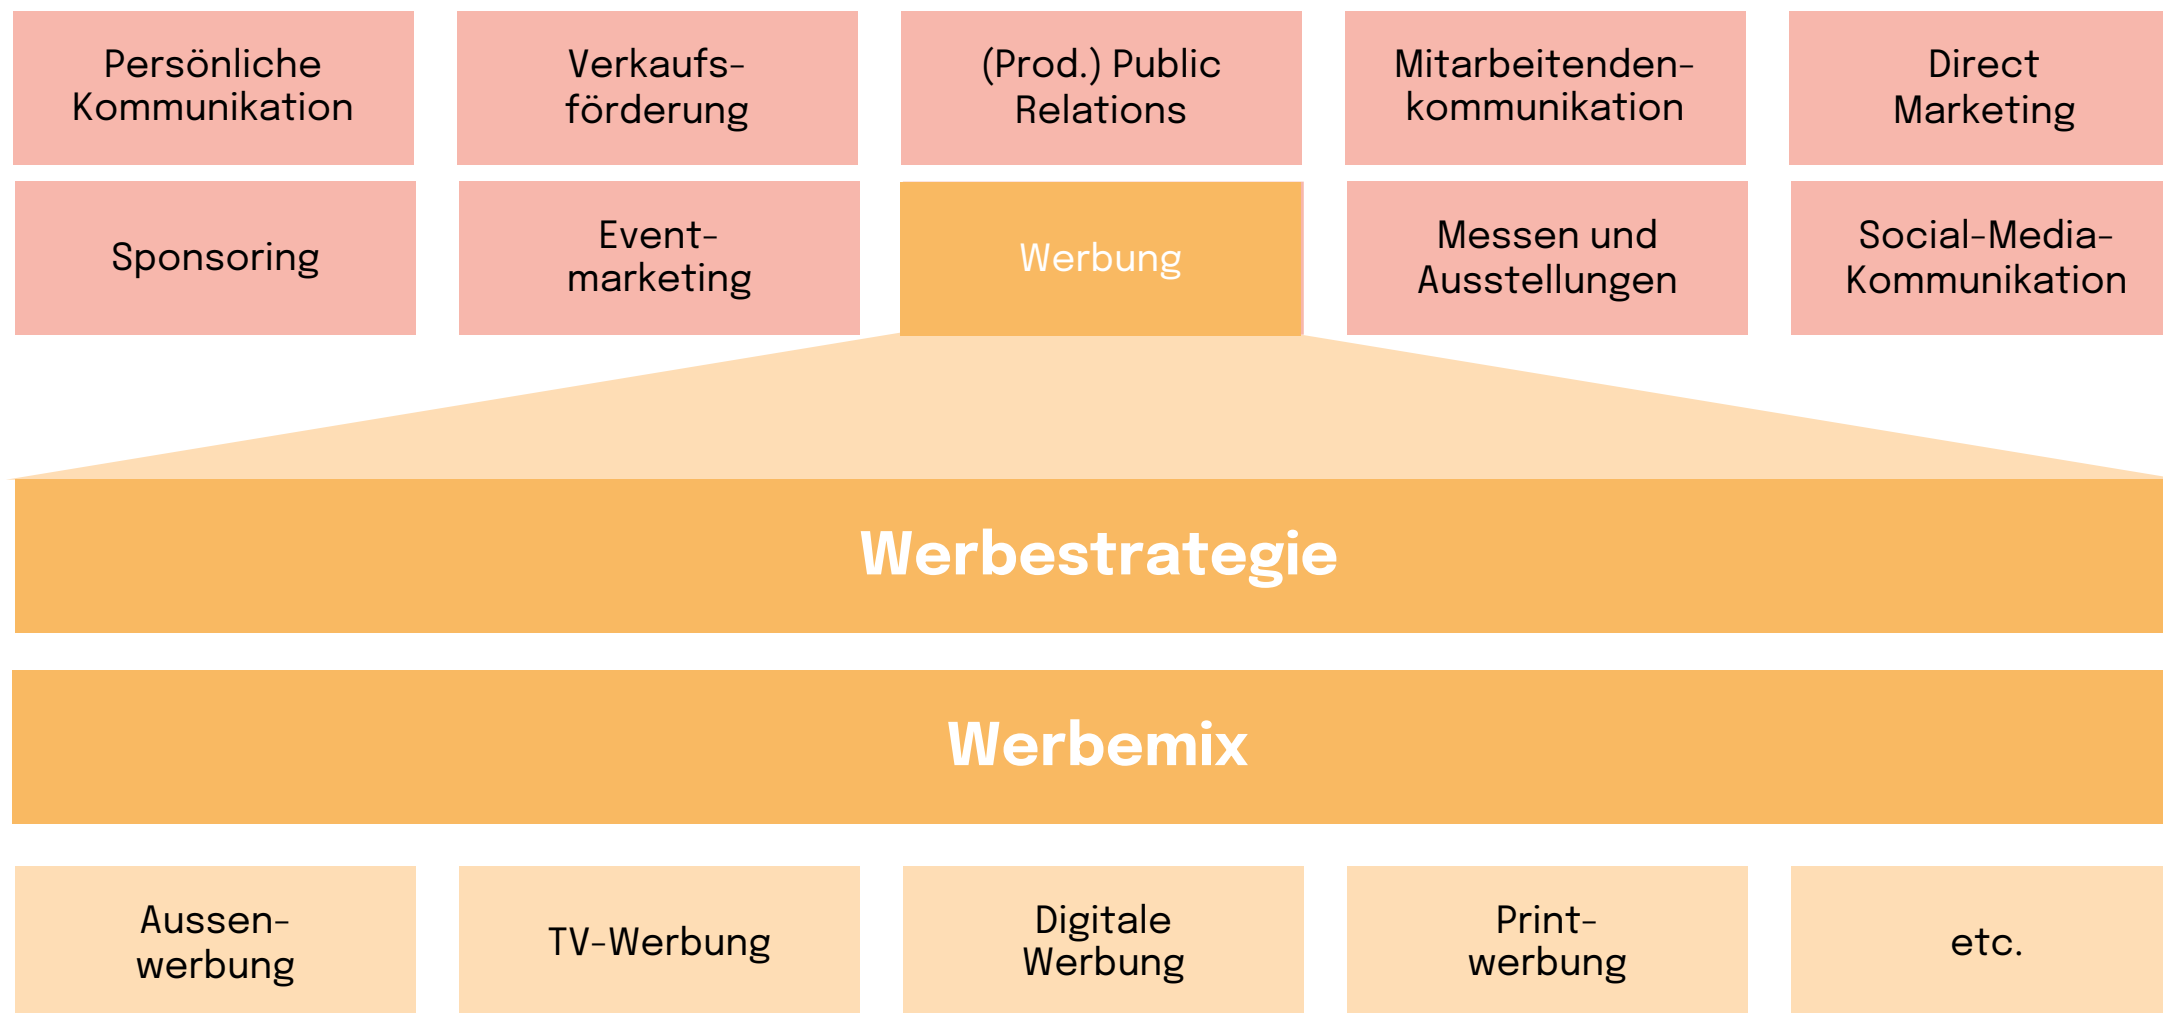 Persönliche
Kommunikation
Verkaufs-
förderung
(Prod.) Public
Relations
Mitarbeitenden-
kommunikation
Direct
Marketing
Sponsoring
Event-
marketing
Werbung
Messen und
Ausstellungen
Social-Media-
Kommunikation
Werbestrategie
Werbemix
Aussen-
werbung
TV-Werbung
Digitale
Werbung
Print-
werbung
etc.